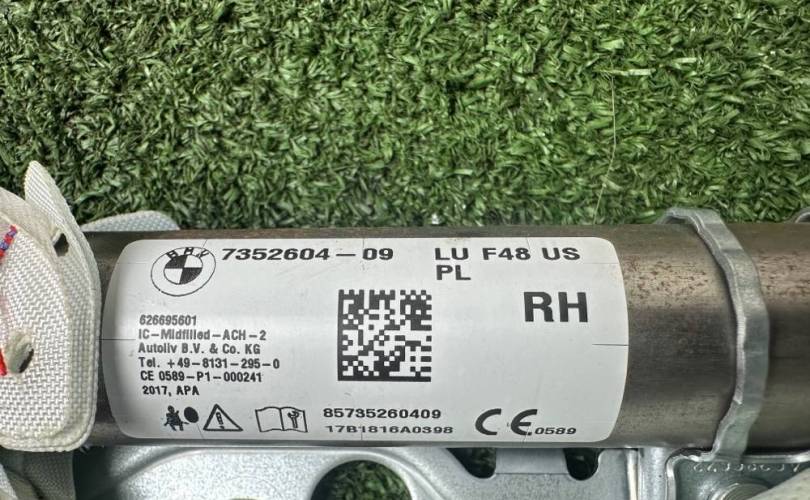 BMW
7352604-09 LU F48 US
PL
RH
626695601
IC-Midfilled-ACH-2
Autoliv B.V. & Co. KG
Tel. +49-8131-295-0
CE 0589-P1-000241
2017, APA
85735260409
17B1816A0398
CE 0589